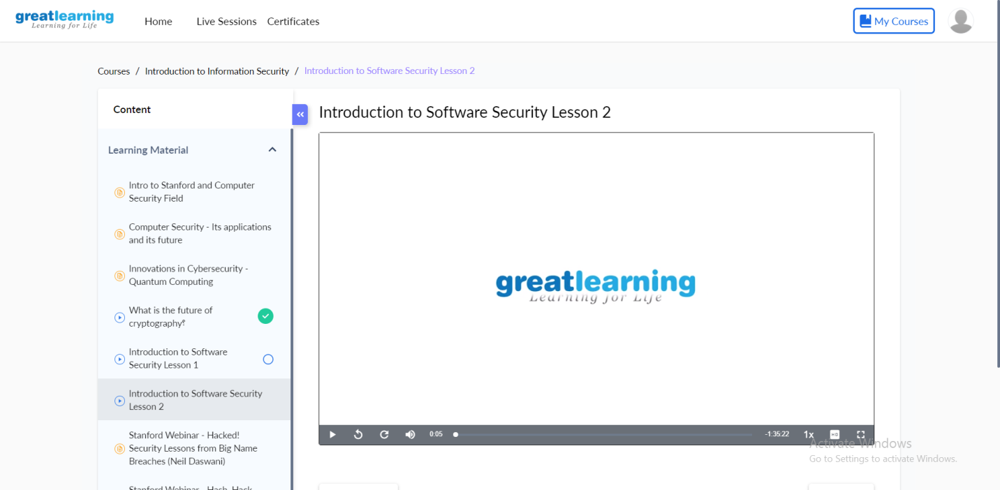 greatlearning
Learning for Life
Home Live Sessions Certificates
My Courses
Courses / Introduction to Information Security / Introduction to Software Security Lesson 2
Content
«
Introduction to Software Security Lesson 2
Learning Material
Intro to Stanford and Computer
Security Field
Computer Security - Its applications
and its future
Innovations in Cybersecurity -
Quantum Computing
What is the future of
cryptography?
Introduction to Software
Security Lesson 1
Introduction to Software Security
Lesson 2
Stanford Webinar - Hacked!
Security Lessons from Big Name
Breaches (Neil Daswani)
Stanford Webinar - Hash, Hack,
greatlearning
Learning for Life
0:05 -1:35:22 1x HD
Activate Windows
Go to Settings to activate Windows.